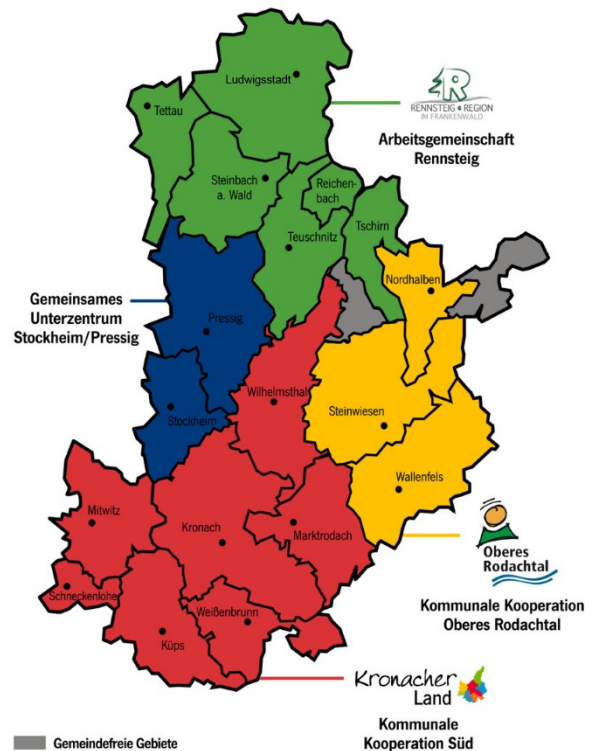 Ludwigsstadt
Tettau
RENNSTEIG REGION
IM FRANKENWALD
Arbeitsgemeinschaft
Rennsteig
Steinbach
a. Wald
Reichen-
bach
Tschirn
Teuschnitz
Nordhalben
Gemeinsames
Unterzentrum
Stockheim/Pressig
Pressig
Wilhelmsthal
Stockheim
Steinwiesen
Wallenfels
Mitwitz
Kronach
Marktrodach
Oberes
Rodachtal
Schneckenlohe
Weißenbrunn
Küps
Kommunale Kooperation
Oberes Rodachtal
Kronacher
Land
Kommunale
Kooperation Süd
Gemeindefreie Gebiete